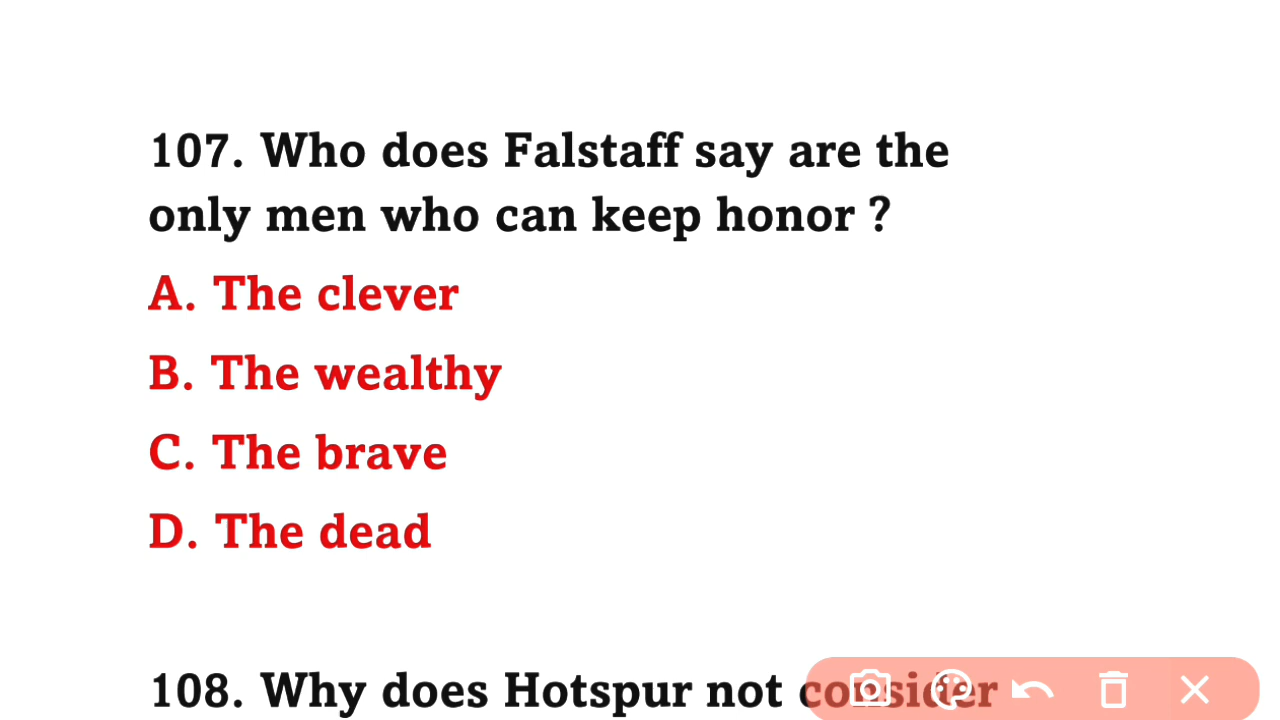 107. Who does Falstaff say are the
only men who can keep honor ?
A. The clever
B. The wealthy
C. The brave
D. The dead
108. Why does Hotspur not consider